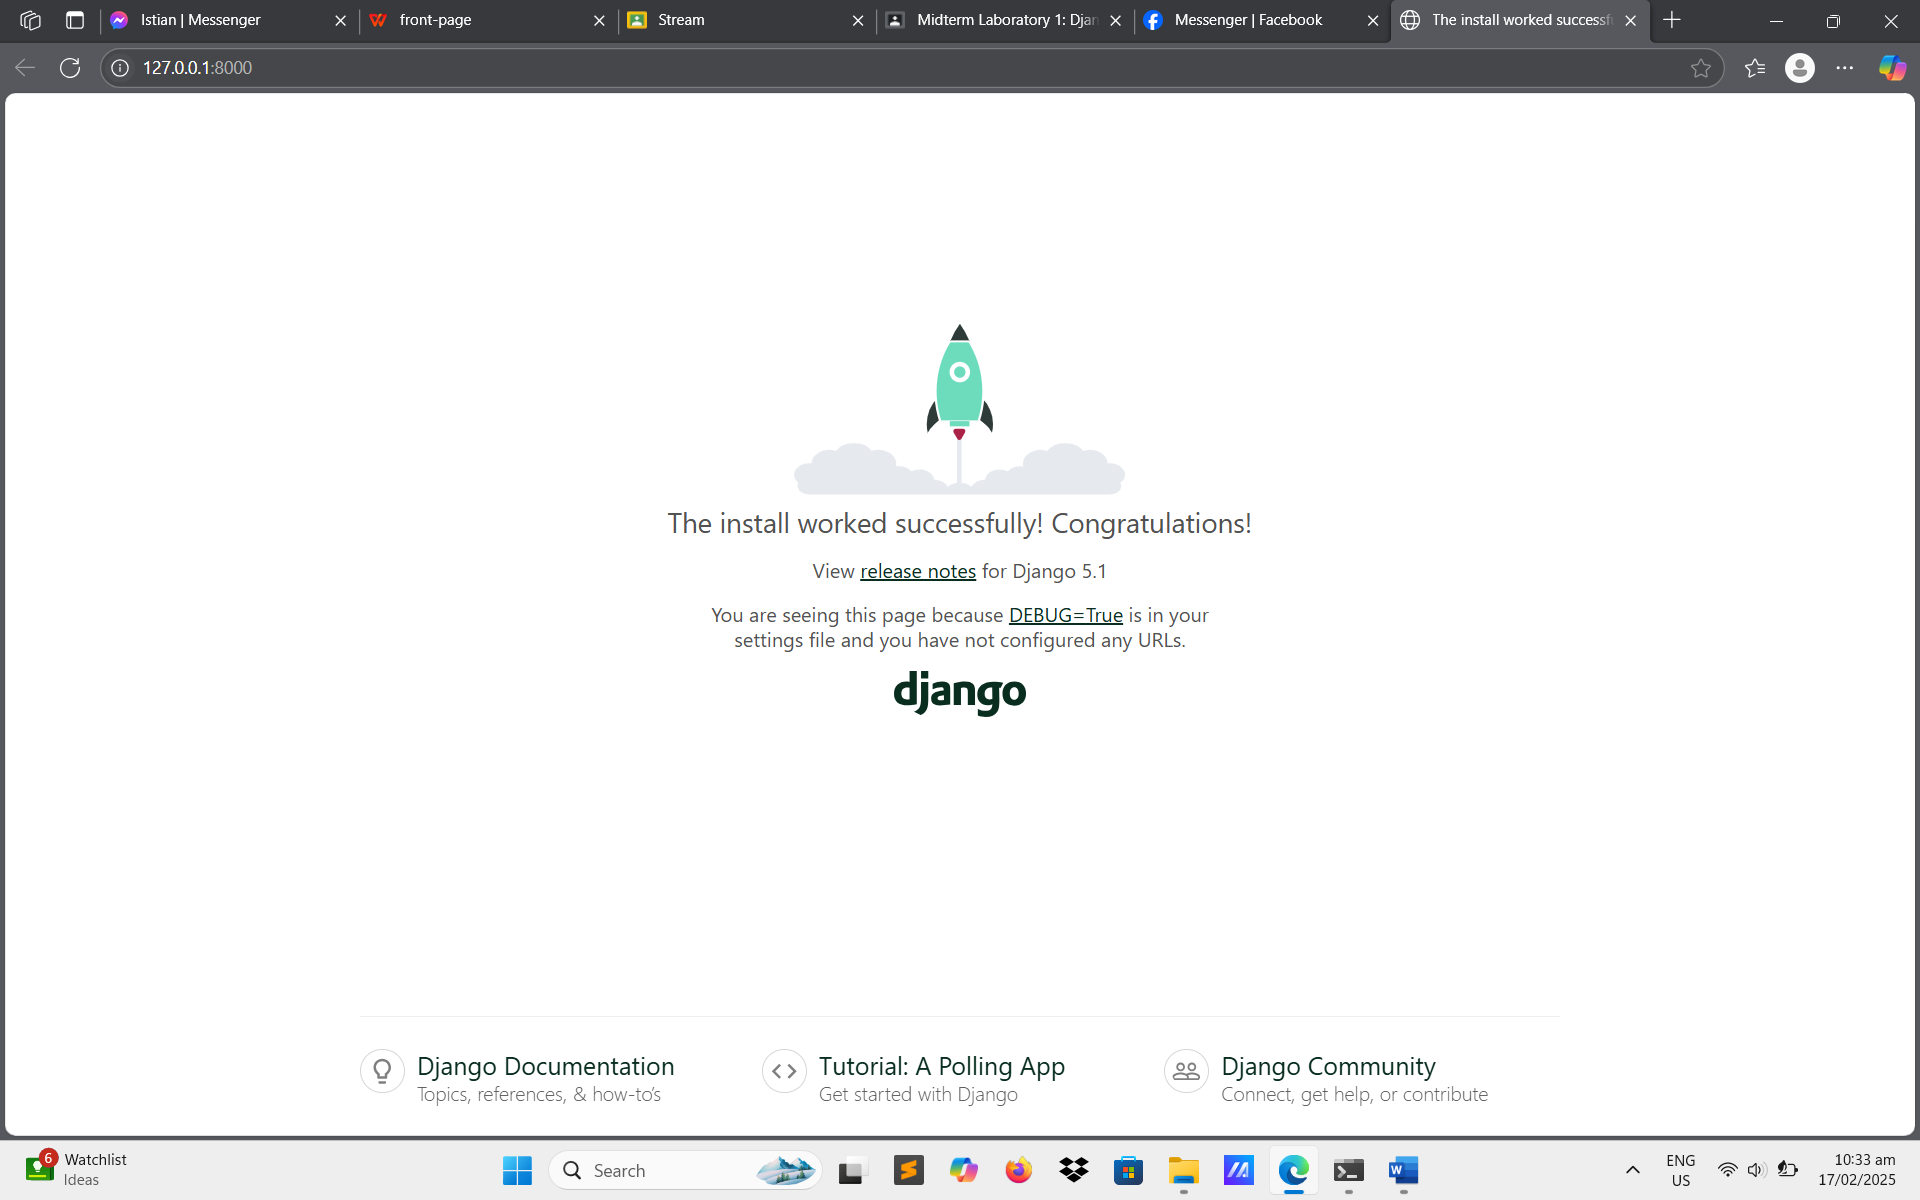 Istian | Messenger
front-page
Stream
Midterm Laboratory 1: Djan
Messenger | Facebook
The install worked successfu
127.0.0.1:8000
The install worked successfully! Congratulations!
View release notes for Django 5.1
You are seeing this page because DEBUG=True is in your
settings file and you have not configured any URLs.
django
Django Documentation
Topics, references, & how-to's
Tutorial: A Polling App
Get started with Django
Django Community
Connect, get help, or contribute
6
Watchlist
Ideas
Search
ENG
US
10:33 am
17/02/2025